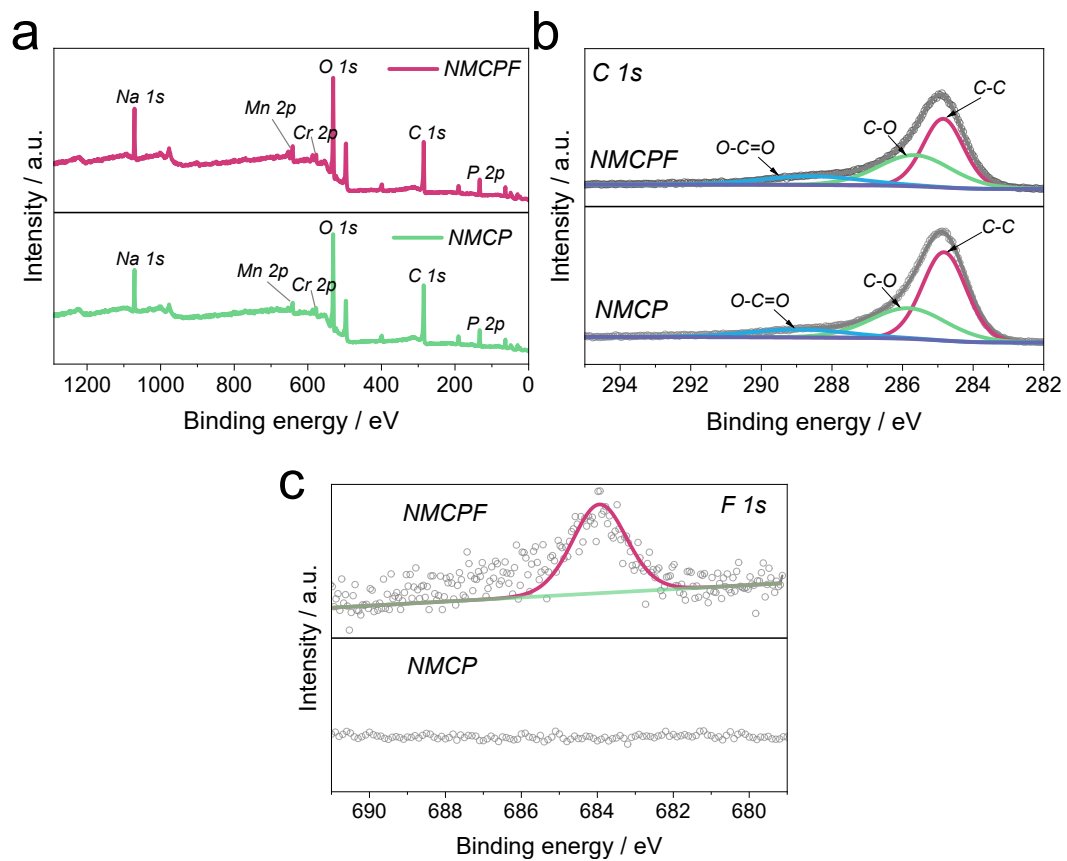 a
O 1s
NMCPF
Na 1s
Mn 2p
Cr 2p
C 1s
P 2p
O 1s
NMCP
Na 1s
Mn 2p
Cr 2p
C 1s
P 2p
Intensity / a.u.
1200 1000 800 600 400 200 0
Binding energy / eV
b
C 1s
C-C
C-O
O-C=O
NMCPF
C-C
C-O
O-C=O
NMCP
Intensity / a.u.
294 292 290 288 286 284 282
Binding energy / eV
c
NMCPF
F 1s
NMCP
Intensity / a.u.
690 688 686 684 682 680
Binding energy / eV